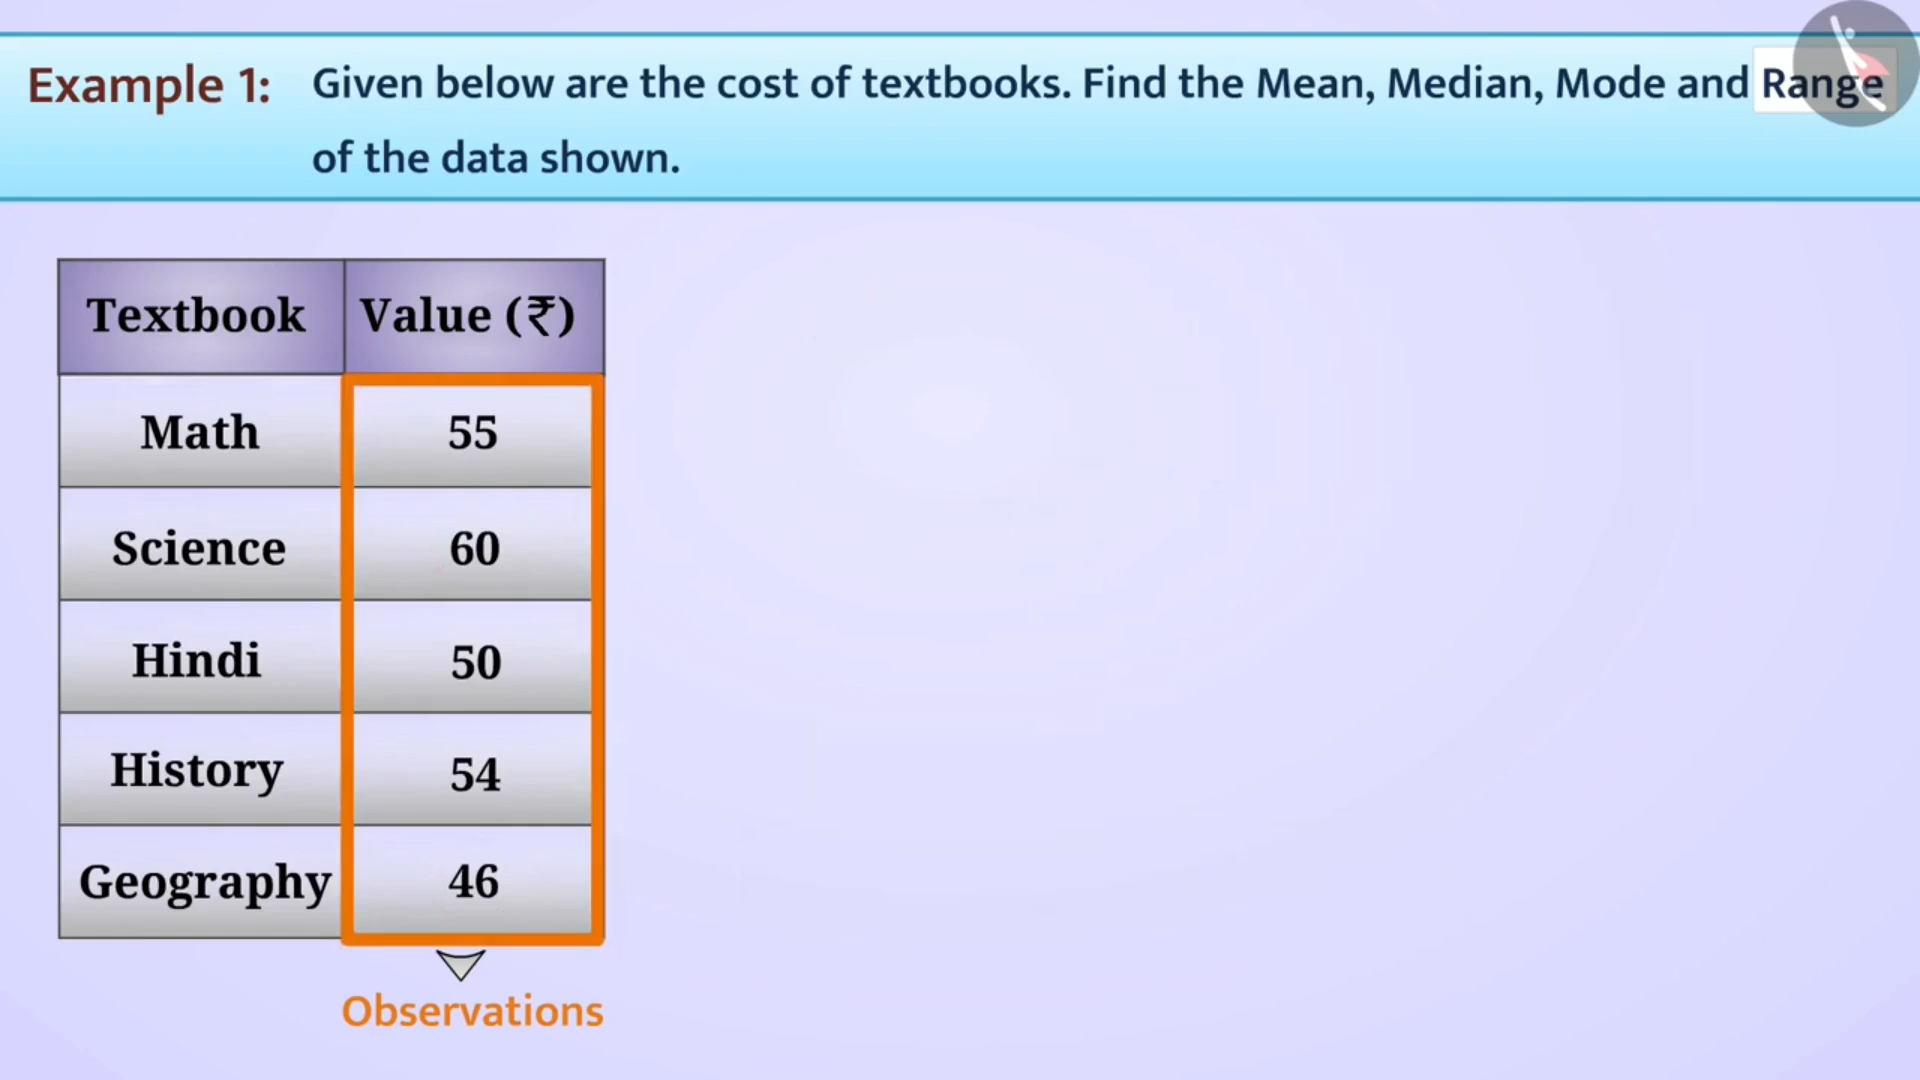 Example 1: Given below are the cost of textbooks. Find the Mean, Median, Mode and Range
of the data shown.
Textbook Value (₹)
Math 55
Science 60
Hindi 50
History 54
Geography 46
Observations